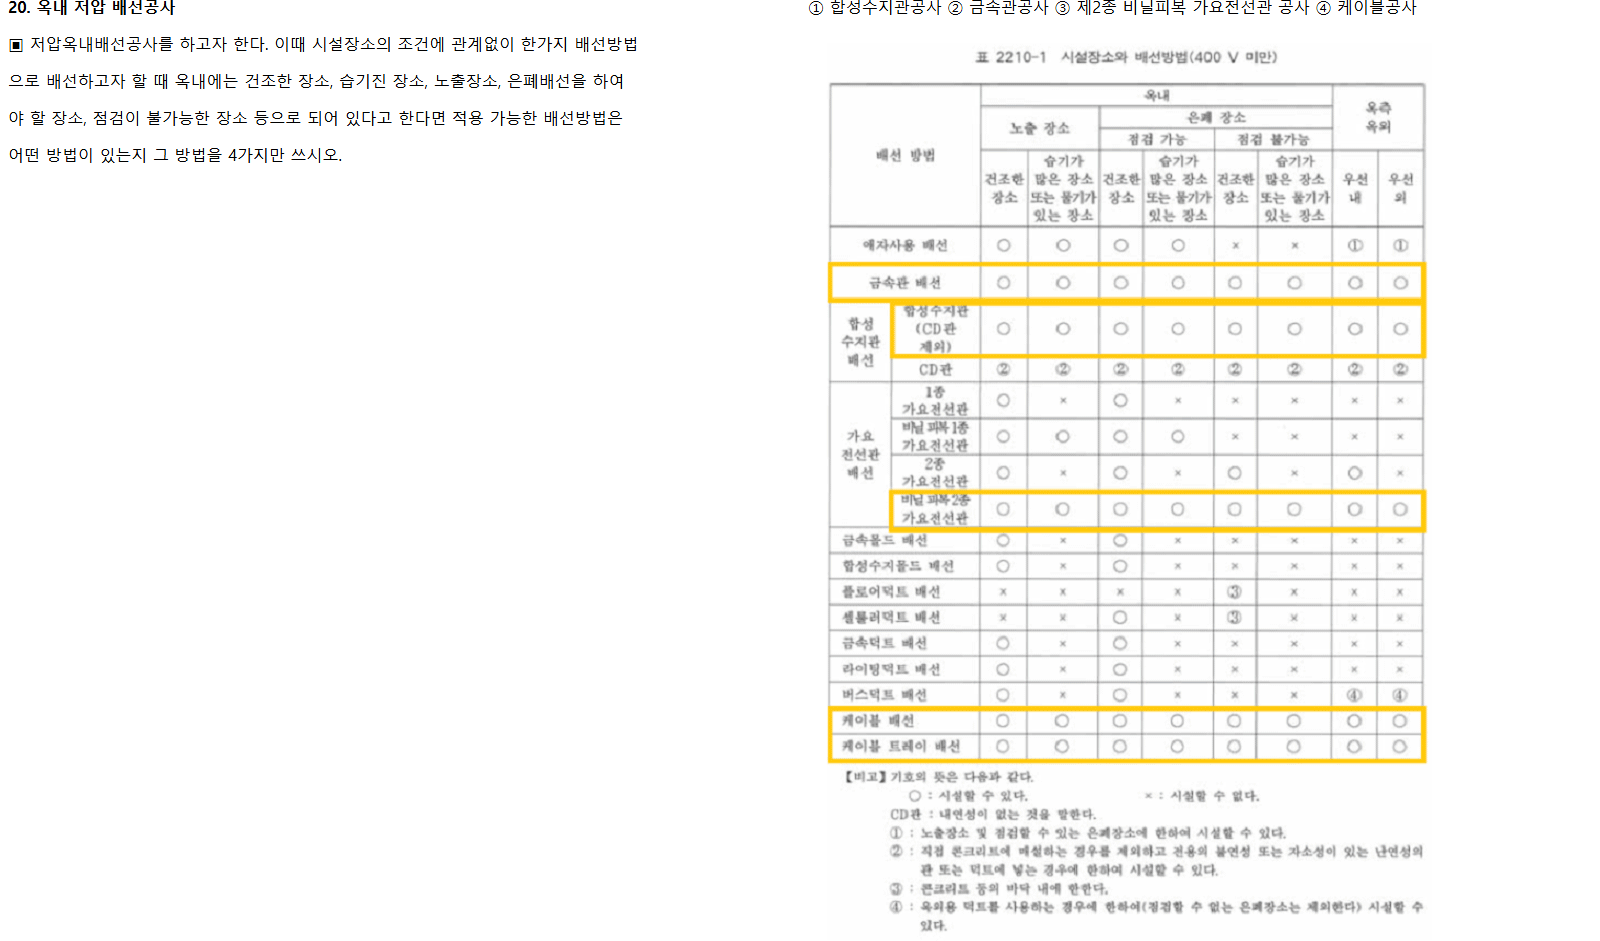 20. 옥내 저압 배선공사
▣ 저압옥내배선공사를 하고자 한다. 이때 시설장소의 조건에 관계없이 한가지 배선방법
으로 배선하고자 할 때 옥내에는 건조한 장소, 습기진 장소, 노출장소, 은폐배선을 하여
야 할 장소, 점검이 불가능한 장소 등으로 되어 있다고 한다면 적용 가능한 배선방법은
어떤 방법이 있는지 그 방법을 4가지만 쓰시오.
① 합성수지관공사 ② 금속관공사 ③ 제2종 비닐피복 가요전선관 공사 ④ 케이블공사
표 2210-1 시설장소와 배선방법(400 V 미만)
배선 방법 옥내 옥측 옥외
노출 장소 은폐 장소
점검 가능 점검 불가능
건조한 장소 습기가 많은 장소 또는 물기가 있는 장소 건조한 장소 습기가 많은 장소 또는 물기가 있는 장소 건조한 장소 습기가 많은 장소 또는 물기가 있는 장소 우선 내 우선 외
애자사용 배선 ○ ○ ○ ○ × × ① ①
금속관 배선 ○ ○ ○ ○ ○ ○ ○ ○
합성 수지관 배선 합성수지관 (CD관 제외) ○ ○ ○ ○ ○ ○ ○ ○
CD관 ② ② ② ② ② ② ② ②
가요 전선관 배선 1종 가요전선관 ○ × ○ × × × × ×
비닐 피복 1종 가요전선관 ○ ○ ○ ○ × × × ×
2종 가요전선관 ○ × ○ × ○ × ○ ×
비닐 피복 2종 가요전선관 ○ ○ ○ ○ ○ ○ ○ ○
금속몰드 배선 ○ × ○ × × × × ×
합성수지몰드 배선 ○ × ○ × × × × ×
플로어덕트 배선 × × × × ③ × × ×
셀룰러덕트 배선 × × ○ × ③ × × ×
금속덕트 배선 ○ × ○ × × × × ×
라이팅덕트 배선 ○ × ○ × × × × ×
버스덕트 배선 ○ × ○ × × × ④ ④
케이블 배선 ○ ○ ○ ○ ○ ○ ○ ○
케이블 트레이 배선 ○ ○ ○ ○ ○ ○ ○ ○
【비고】 기호의 뜻은 다음과 같다.
○ : 시설할 수 있다. × : 시설할 수 없다.
CD관 : 내연성이 없는 것을 말한다.
① : 노출장소 및 점검할 수 있는 은폐장소에 한하여 시설할 수 있다.
② : 직접 콘크리트에 매설하는 경우를 제외하고 전용의 불연성 또는 자소성이 있는 난연성의
관 또는 덕트에 넣는 경우에 한하여 시설할 수 있다.
③ : 콘크리트 등의 바닥 내에 한한다.
④ : 옥외용 덕트를 사용하는 경우에 한하여(점검할 수 없는 은폐장소는 제외한다) 시설할 수
있다.